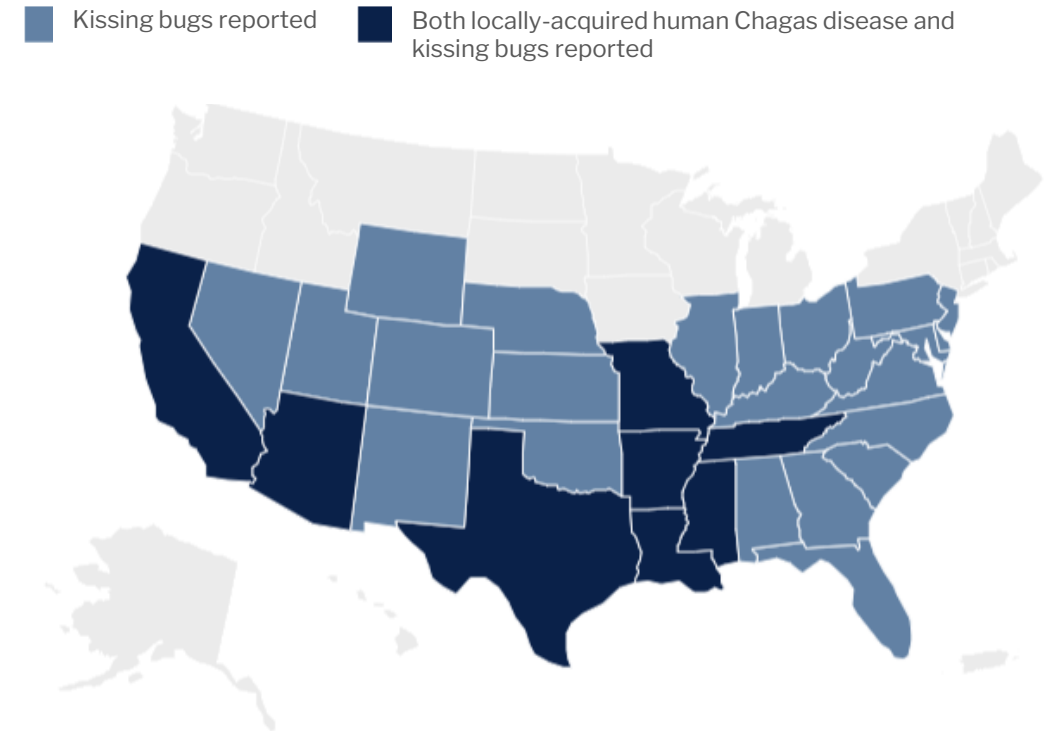 Kissing bugs reported
Both locally-acquired human Chagas disease and
kissing bugs reported